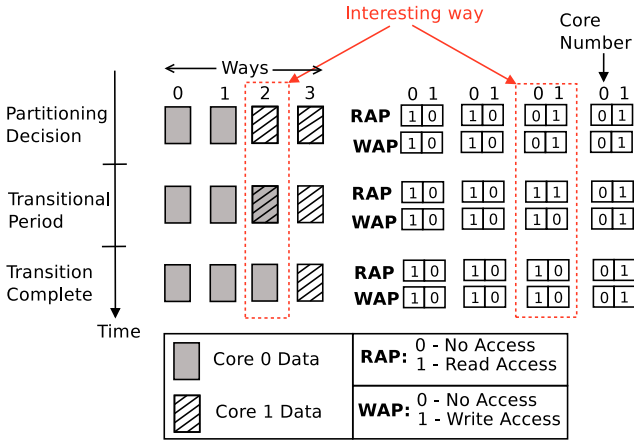 Interesting way
Core
Number
Ways
0 1 2 3
0 1 0 1 0 1 0 1
Partitioning
Decision
RAP 1 0 1 0 0 1 0 1
WAP 1 0 1 0 0 1 0 1
Transitional
Period
RAP 1 0 1 0 1 1 0 1
WAP 1 0 1 0 1 0 0 1
Transition
Complete
RAP 1 0 1 0 1 0 0 1
WAP 1 0 1 0 1 0 0 1
Time
Core 0 Data
Core 1 Data
RAP: 0 - No Access
1 - Read Access
WAP: 0 - No Access
1 - Write Access